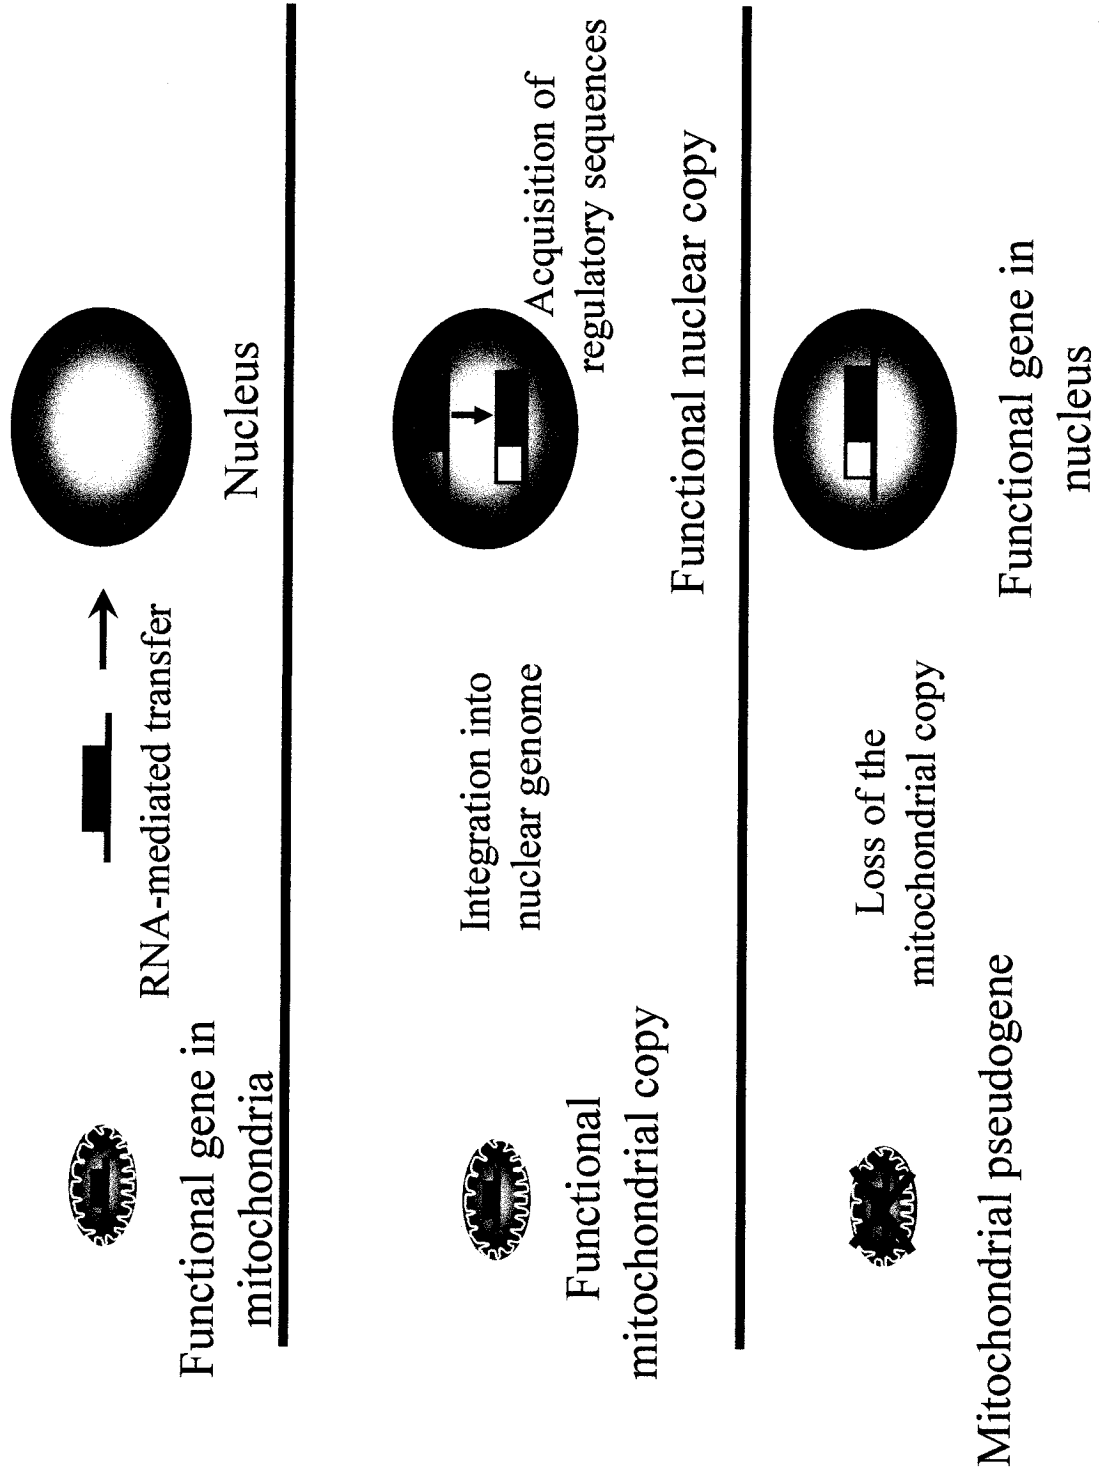 RNA-mediated transfer
Functional gene in
mitochondria
Nucleus
Integration into
nuclear genome
Acquisition of
regulatory sequences
Functional
mitochondrial copy
Functional nuclear copy
Loss of the
mitochondrial copy
Mitochondrial pseudogene
Functional gene in
nucleus